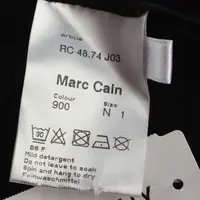 Article
RC 48.74 J03
Marc Cain
Colour Size
900 N 1
Mild detergent
Do not leave to soak
Spin and hang to dry
Feinwaschmittel